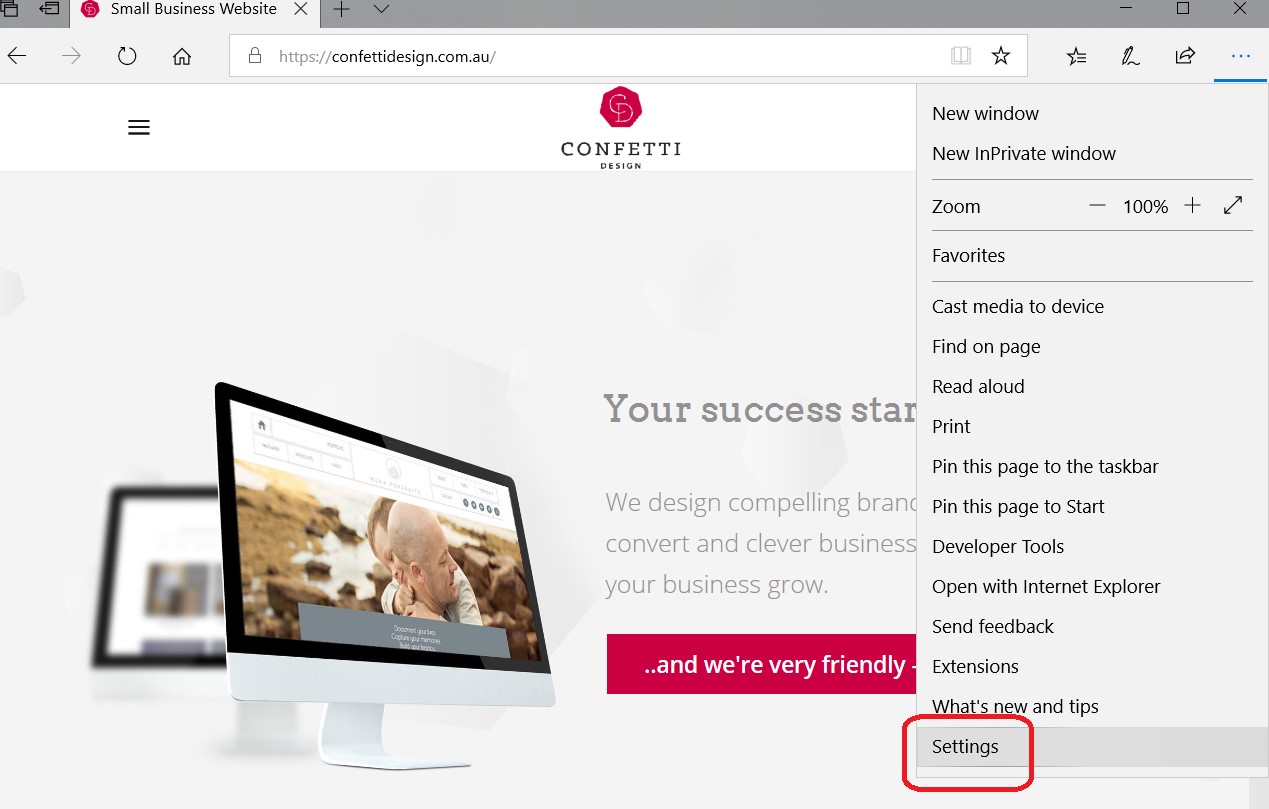 Small Business Website
https://confettidesign.com.au/
CONFETTI
DESIGN
New window
New InPrivate window
Zoom 100%
Favorites
Cast media to device
Find on page
Read aloud
Print
Pin this page to the taskbar
Pin this page to Start
Developer Tools
Open with Internet Explorer
Send feedback
Extensions
What's new and tips
Settings
Your success star
We design compelling brand
convert and clever business
your business grow.
..and we're very friendly -
Document your lives.
Capture your memories.
Build your legacy.